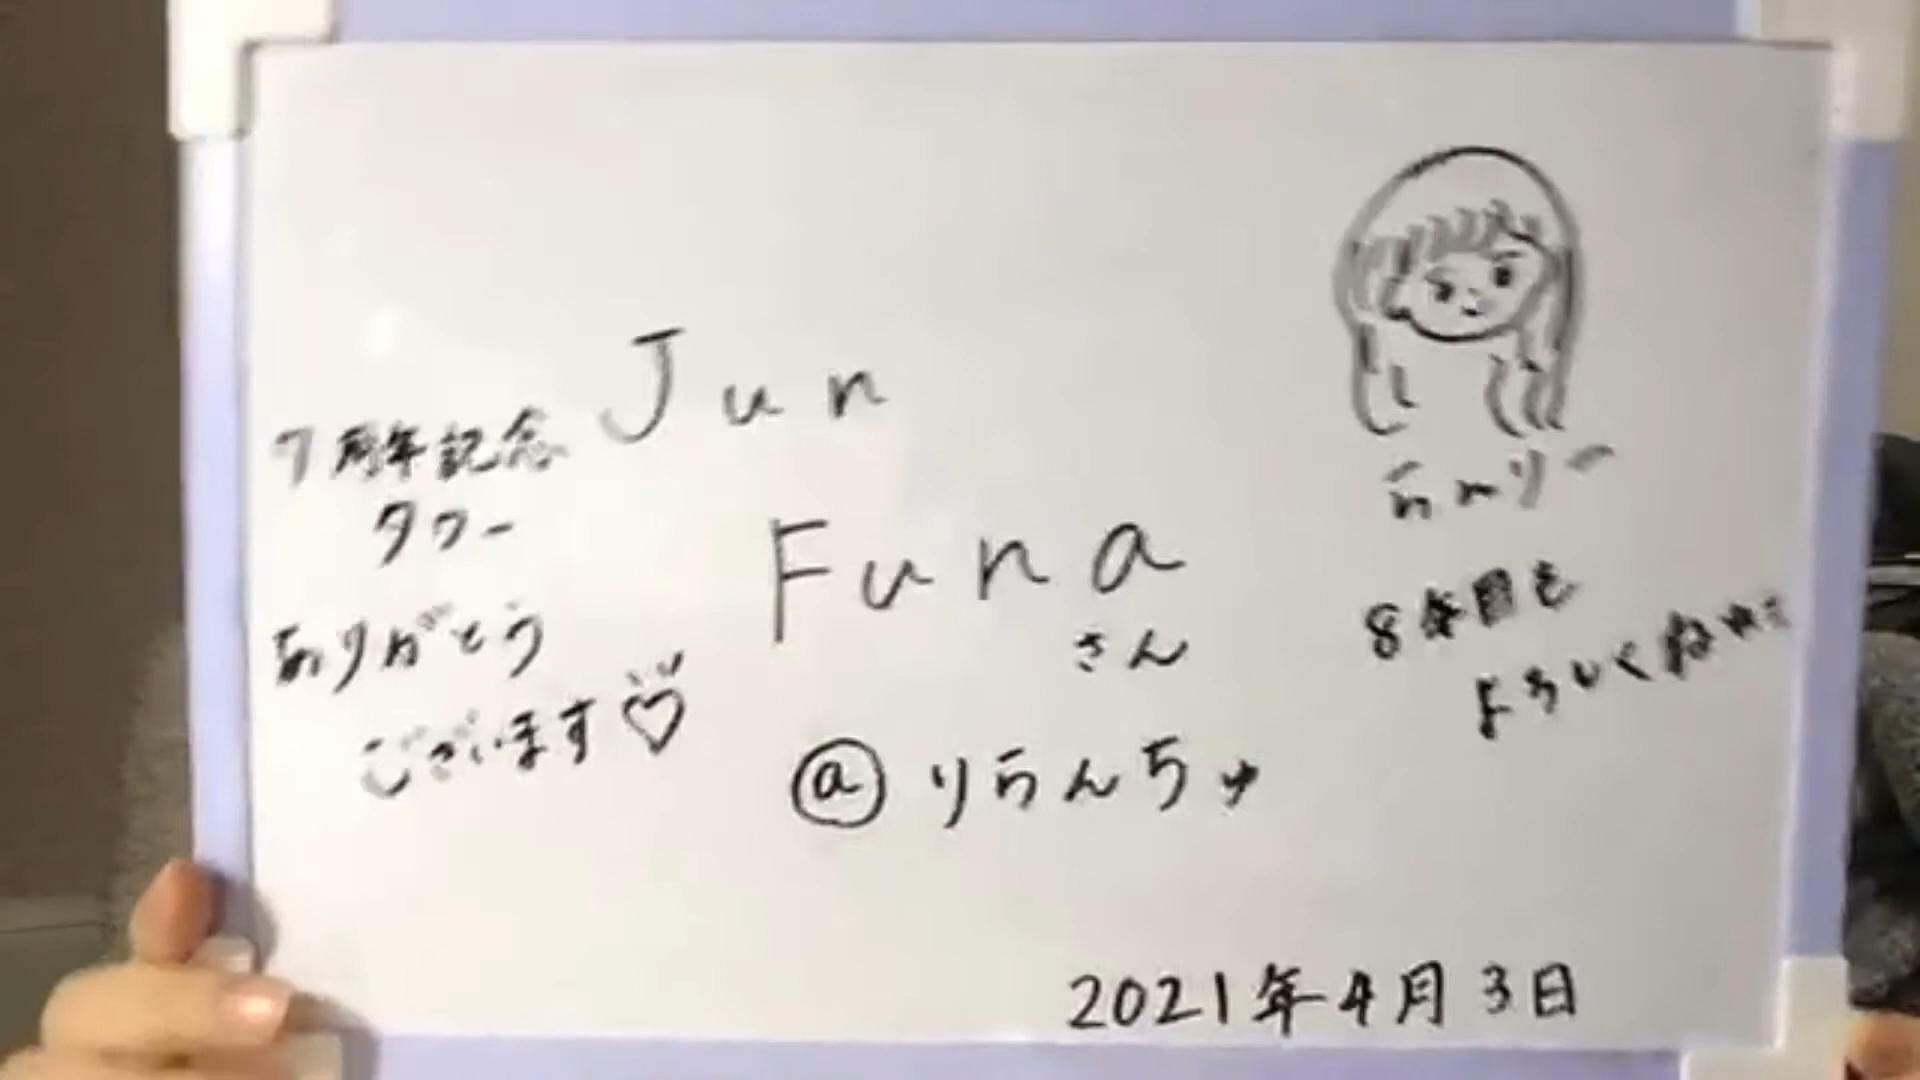 Jun
Funa
さん
@りらんちゅ
7周年記念
タワー
ありがとう
ございます♡
8年目も
よろしくね
2021年4月3日